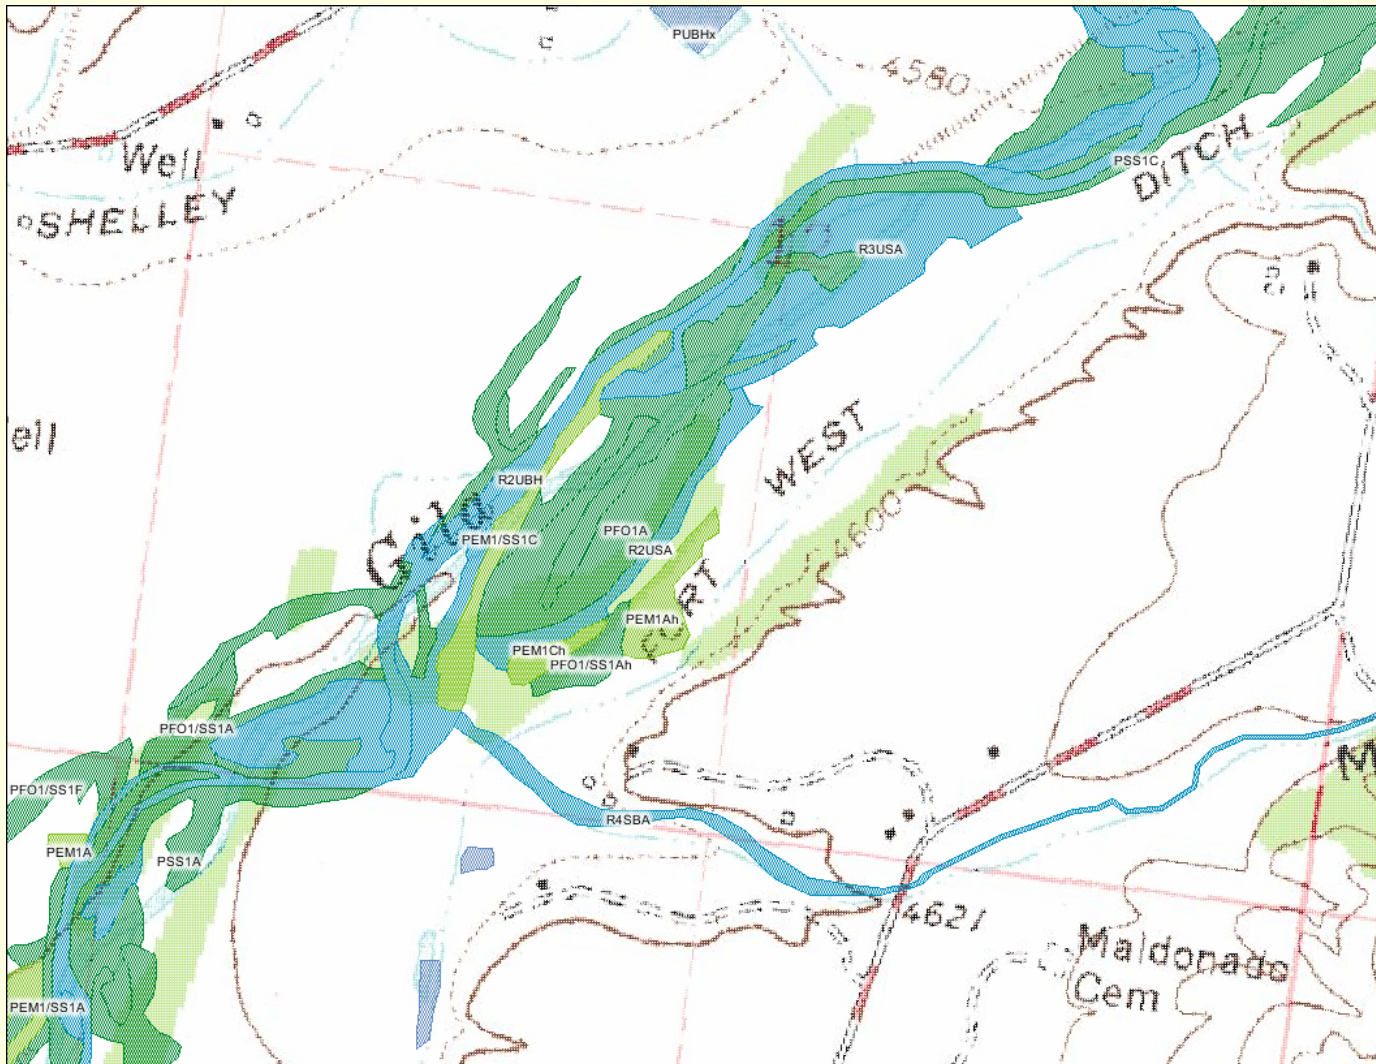 PUBHx
4580
Well
SHELLEY
PSS1C
DITCH
R3USA
ell
WEST
R2UBH
Gila
PEM1/SS1C
PFO1A
R2USA
4600
PEM1Ah
PEM1Ch
PFO1/SS1Ah
PFO1/SS1A
PFO1/SS1F
M
R4SBA
PEM1A
PSS1A
4621
Maldonado
Cem
PEM1/SS1A